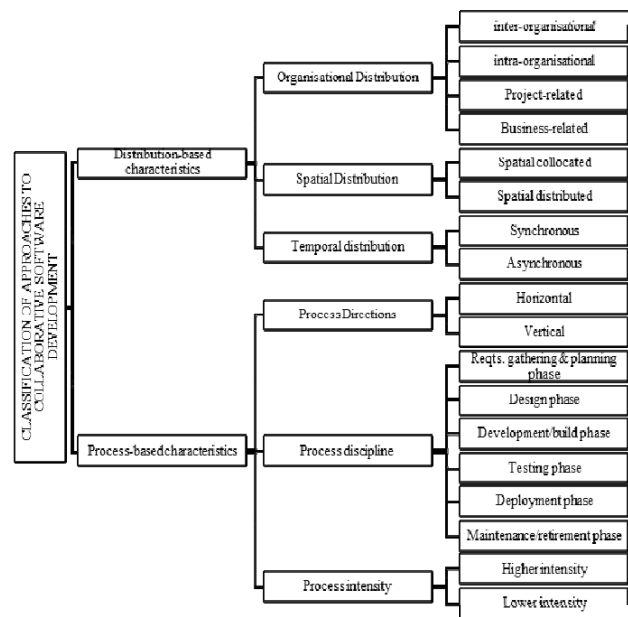 CLASSIFICATION OF APPROACHES TO
COLLABORATIVE SOFTWARE
DEVELOPMENT
Distribution-based
characteristics
Organisational Distribution
inter-organisational
intra-organisational
Project-related
Business-related
Spatial Distribution
Spatial collocated
Spatial distributed
Temporal distribution
Synchronous
Asynchronous
Process-based characteristics
Process Directions
Horizontal
Vertical
Process discipline
Reqts. gathering & planning
phase
Design phase
Development/build phase
Testing phase
Deployment phase
Maintenance/retirement phase
Process intensity
Higher intensity
Lower intensity